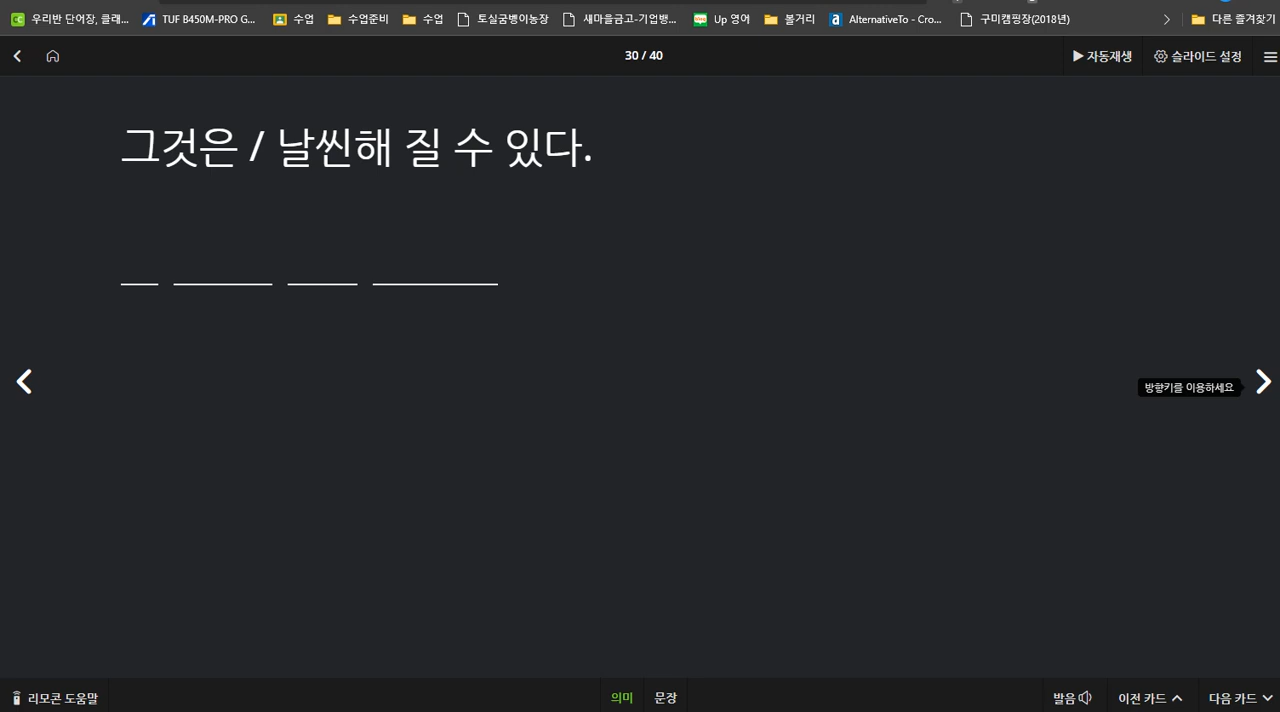 우리반 단어장, 클래... TUF B450M-PRO G... 수업 수업준비 수업 토실굼벵이농장 새마을금고-기업뱅... Up 영어 볼거리 AlternativeTo - Cro... 구미캠핑장(2018년) 다른 즐겨찾기
30 / 40 자동재생 슬라이드 설정
그것은 / 날씬해 질 수 있다.
방향키를 이용하세요
리모콘 도움말 의미 문장 발음 이전 카드 다음 카드